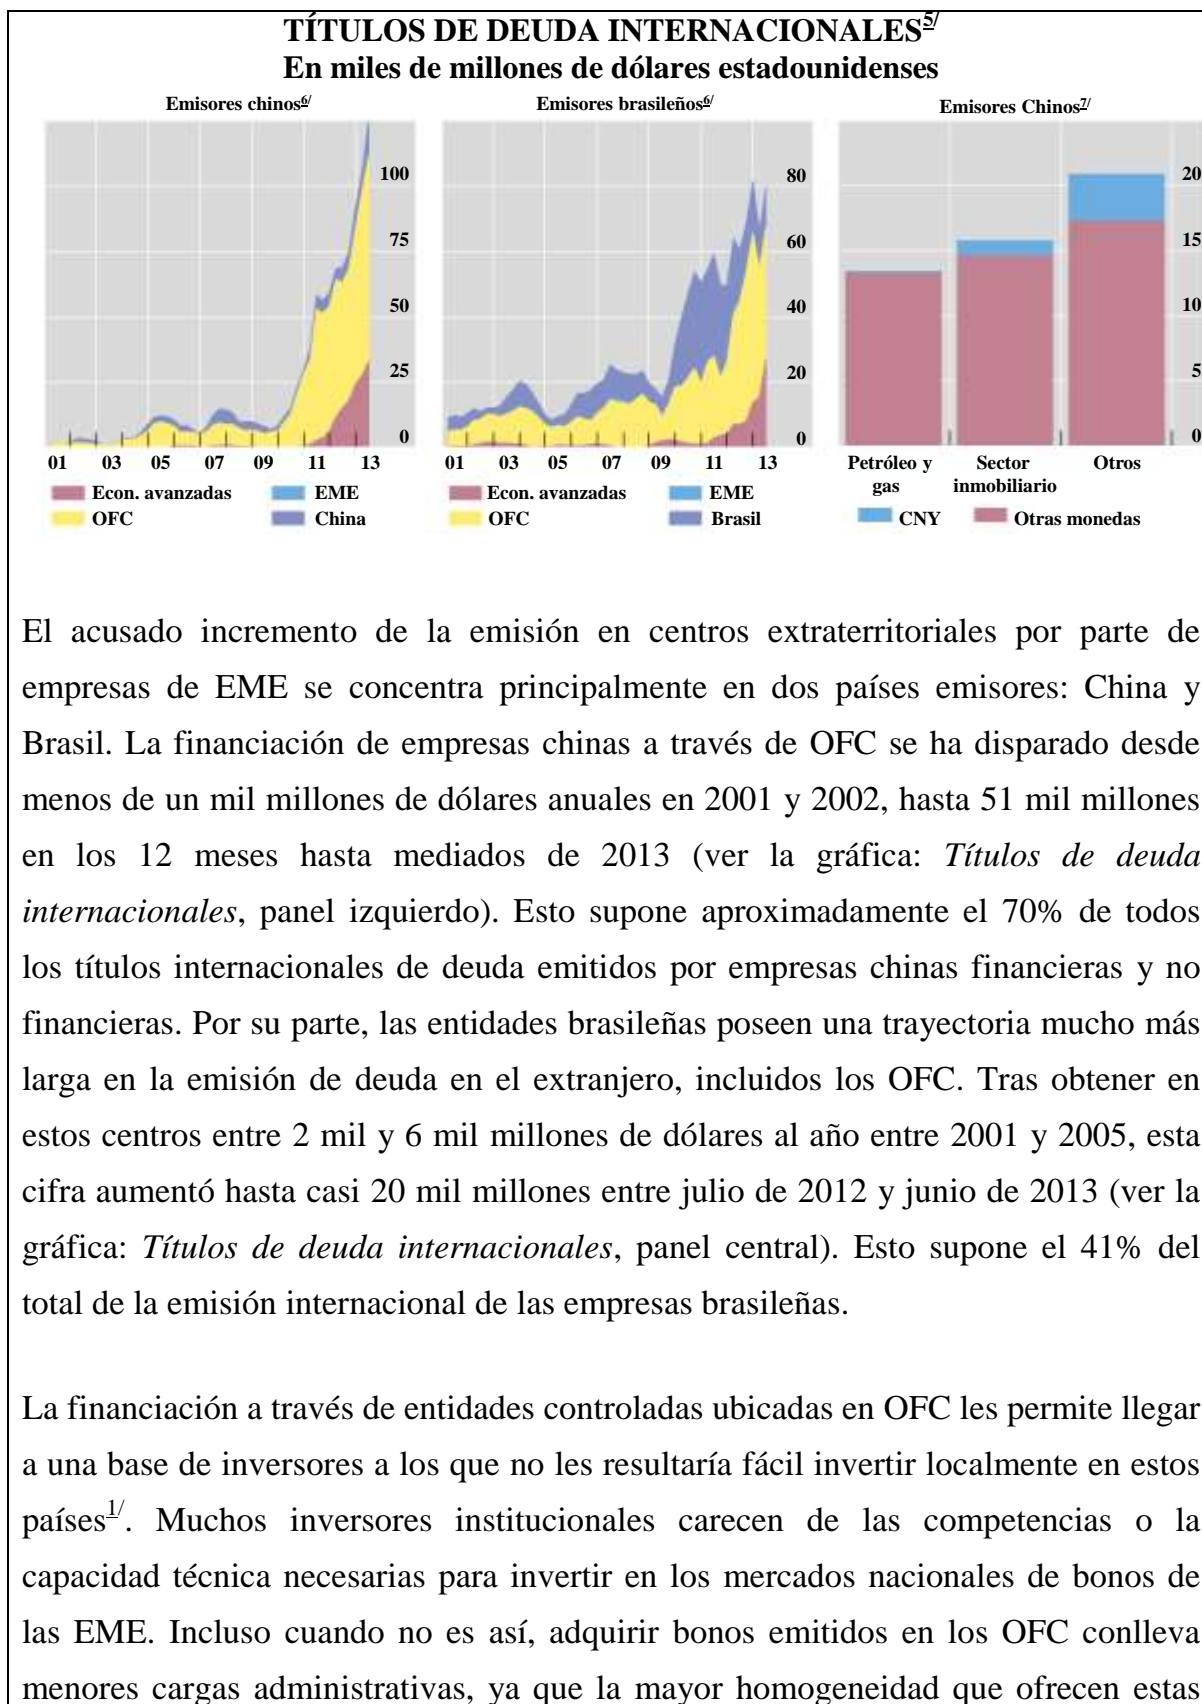 TÍTULOS DE DEUDA INTERNACIONALES5/
En miles de millones de dólares estadounidenses
Emisores chinos6/
100
75
50
25
0
01 03 05 07 09 11 13
Econ. avanzadas EME
OFC China
Emisores brasileños6/
80
60
40
20
0
01 03 05 07 09 11 13
Econ. avanzadas EME
OFC Brasil
Emisores Chinos7/
20
15
10
5
0
Petróleo y gas Sector inmobiliario Otros
CNY Otras monedas
El acusado incremento de la emisión en centros extraterritoriales por parte de
empresas de EME se concentra principalmente en dos países emisores: China y
Brasil. La financiación de empresas chinas a través de OFC se ha disparado desde
menos de un mil millones de dólares anuales en 2001 y 2002, hasta 51 mil millones
en los 12 meses hasta mediados de 2013 (ver la gráfica: Títulos de deuda
internacionales, panel izquierdo). Esto supone aproximadamente el 70% de todos
los títulos internacionales de deuda emitidos por empresas chinas financieras y no
financieras. Por su parte, las entidades brasileñas poseen una trayectoria mucho más
larga en la emisión de deuda en el extranjero, incluidos los OFC. Tras obtener en
estos centros entre 2 mil y 6 mil millones de dólares al año entre 2001 y 2005, esta
cifra aumentó hasta casi 20 mil millones entre julio de 2012 y junio de 2013 (ver la
gráfica: Títulos de deuda internacionales, panel central). Esto supone el 41% del
total de la emisión internacional de las empresas brasileñas.
La financiación a través de entidades controladas ubicadas en OFC les permite llegar
a una base de inversores a los que no les resultaría fácil invertir localmente en estos
países1/. Muchos inversores institucionales carecen de las competencias o la
capacidad técnica necesarias para invertir en los mercados nacionales de bonos de
las EME. Incluso cuando no es así, adquirir bonos emitidos en los OFC conlleva
menores cargas administrativas, ya que la mayor homogeneidad que ofrecen estas